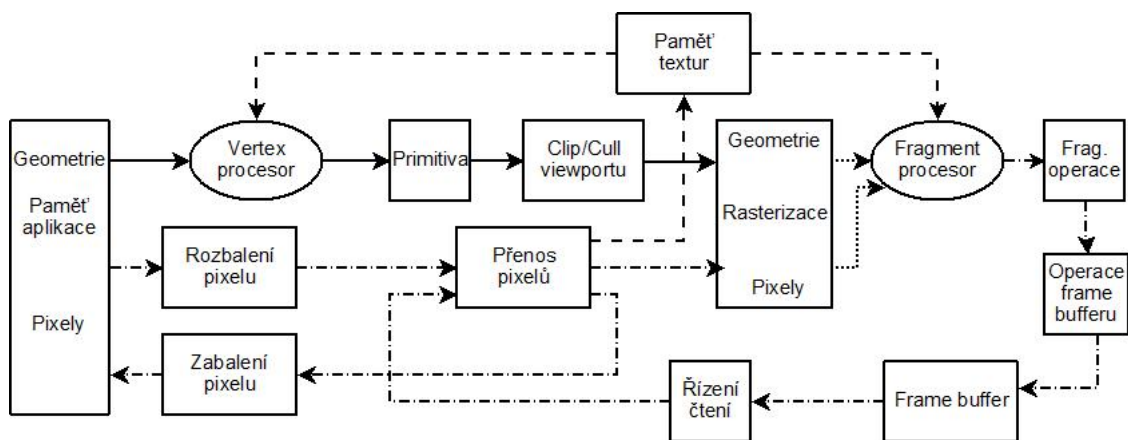 Paměť
textur
Geometrie
Paměť
aplikace
Pixely
Vertex
procesor
Primitiva
Clip/Cull
viewportu
Geometrie
Rasterizace
Pixely
Fragment
procesor
Frag.
operace
Rozbalení
pixelu
Přenos
pixelů
Operace
frame
bufferu
Zabalení
pixelu
Řízení
čtení
Frame buffer